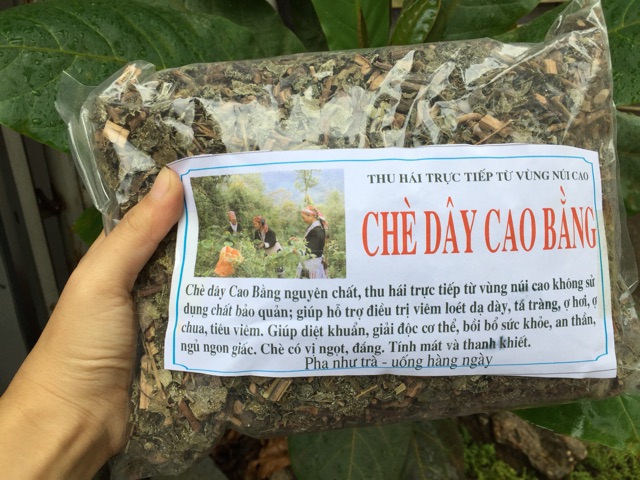 THU HÁI TRỰC TIẾP TỪ VÙNG NÚI CAO
CHÈ DÂY CAO BẰNG
Chè dây Cao Bằng nguyên chất, thu hái trực tiếp từ vùng núi cao không sử
dụng chất bảo quản; giúp hỗ trợ điều trị viêm loét dạ dày, tá tràng, ợ hơi, ợ
chua, tiêu viêm. Giúp diệt khuẩn, giải độc cơ thể, bồi bổ sức khỏe, an thần,
ngủ ngon giấc. Chè có vị ngọt, đắng. Tính mát và thanh khiết.
Pha như trà - uống hàng ngày